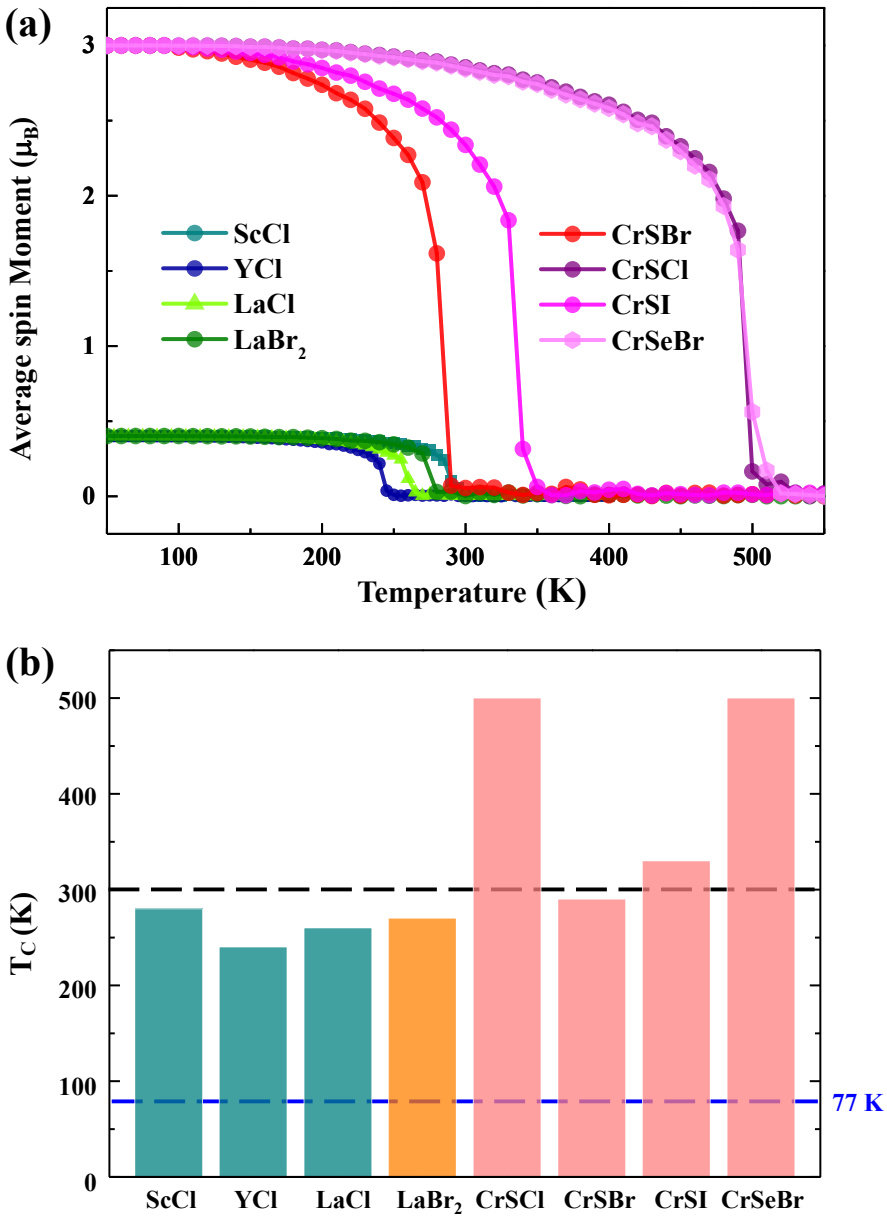 (a)
Average spin Moment (μB)
3
2
1
0
ScCl
YCl
LaCl
LaBr2
CrSBr
CrSCl
CrSI
CrSeBr
100 200 300 400 500
Temperature (K)
(b)
TC (K)
500
400
300
200
100
0
77 K
ScCl YCl LaCl LaBr2 CrSCl CrSBr CrSI CrSeBr